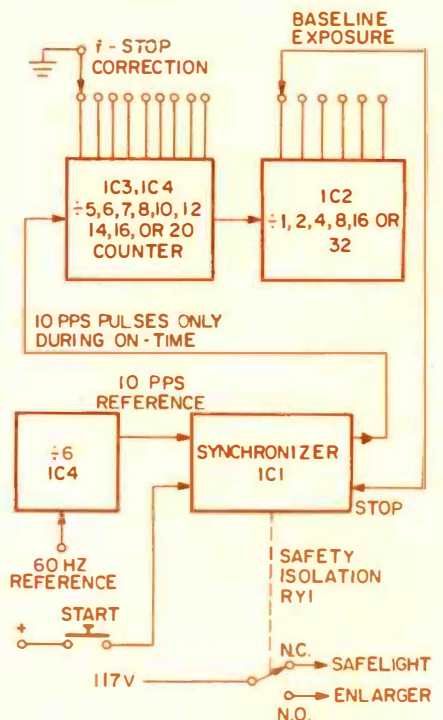 f - STOP
CORRECTION
BASELINE
EXPOSURE
IC3, IC4
÷5,6,7,8,10,12
14,16, OR 20
COUNTER
IC2
÷1, 2, 4, 8, 16 OR
32
10 PPS PULSES ONLY
DURING ON-TIME
10 PPS
REFERENCE
÷6
IC4
SYNCHRONIZER
IC1
STOP
60 HZ
REFERENCE
START
+
SAFETY
ISOLATION
RY1
117V
N.C.
SAFELIGHT
ENLARGER
N.O.